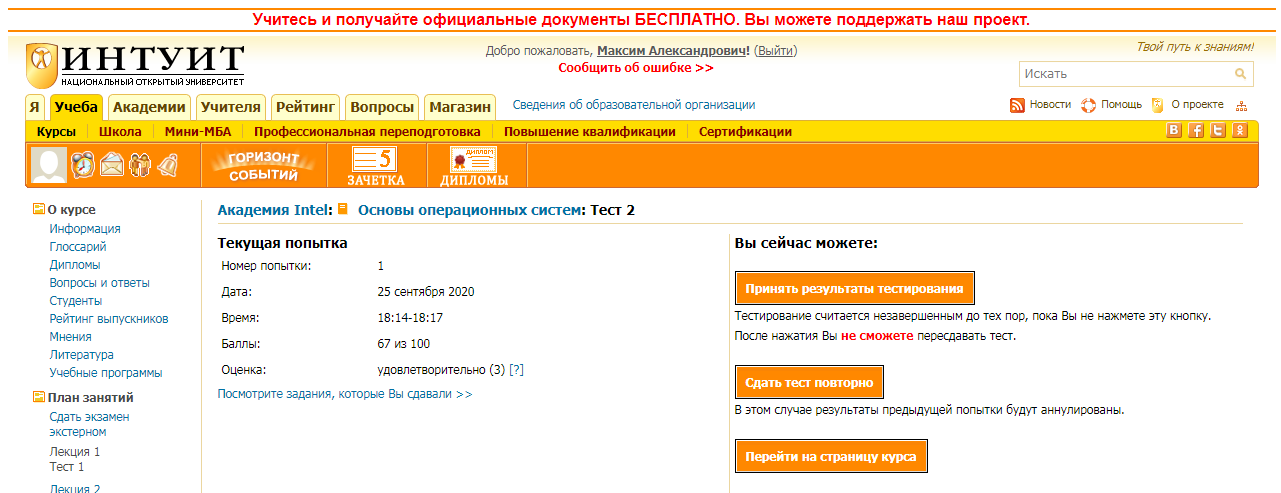 Учитесь и получайте официальные документы БЕСПЛАТНО. Вы можете поддержать наш проект.
ИНТУИТ
НАЦИОНАЛЬНЫЙ ОТКРЫТЫЙ УНИВЕРСИТЕТ
Добро пожаловать, Максим Александрович! (Выйти)
Сообщить об ошибке >>
Твой путь к знаниям!
Искать
Я Учеба Академии Учителя Рейтинг Вопросы Магазин Сведения об образовательной организации Новости Помощь О проекте
Курсы Школа Мини-МБА Профессиональная переподготовка Повышение квалификации Сертификации
ГОРИЗОНТ СОБЫТИЙ
5 ЗАЧЕТКА
ДИПЛОМ ДИПЛОМЫ
О курсе
Информация
Глоссарий
Дипломы
Вопросы и ответы
Студенты
Рейтинг выпускников
Мнения
Литература
Учебные программы
План занятий
Сдать экзамен
экстерном
Лекция 1
Тест 1
Лекция 2
Академия Intel: Основы операционных систем: Тест 2
Текущая попытка
Номер попытки: 1
Дата: 25 сентября 2020
Время: 18:14-18:17
Баллы: 67 из 100
Оценка: удовлетворительно (3) [?]
Посмотрите задания, которые Вы сдавали >>
Вы сейчас можете:
Принять результаты тестирования
Тестирование считается незавершенным до тех пор, пока Вы не нажмете эту кнопку.
После нажатия Вы не сможете пересдавать тест.
Сдать тест повторно
В этом случае результаты предыдущей попытки будут аннулированы.
Перейти на страницу курса